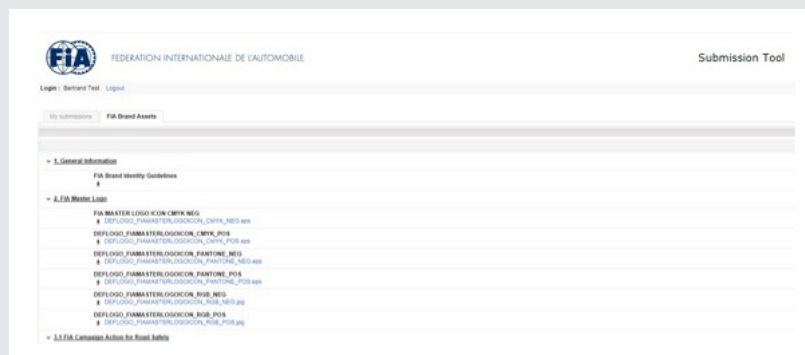 FiA
FEDERATION INTERNATIONALE DE L'AUTOMOBILE
Submission Tool
Login : Bertrand Test Logout
My submissions FIA Brand Assets
1. General Information
FIA Brand Identity Guidelines
2. FIA Master Logo
FIA MASTER LOGO ICON CMYK NEG
DEFLOGO_FIAMASTERLOGOICON_CMYK_NEG.eps
DEFLOGO_FIAMASTERLOGOICON_CMYK_POS
DEFLOGO_FIAMASTERLOGOICON_CMYK_POS.eps
DEFLOGO_FIAMASTERLOGOICON_PANTONE_NEG
DEFLOGO_FIAMASTERLOGOICON_PANTONE_NEG.eps
DEFLOGO_FIAMASTERLOGOICON_PANTONE_POS
DEFLOGO_FIAMASTERLOGOICON_PANTONE_POS.eps
DEFLOGO_FIAMASTERLOGOICON_RGB_NEG
DEFLOGO_FIAMASTERLOGOICON_RGB_NEG.jpg
DEFLOGO_FIAMASTERLOGOICON_RGB_POS
DEFLOGO_FIAMASTERLOGOICON_RGB_POS.jpg
3.1 FIA Campaign Action for Road Safety